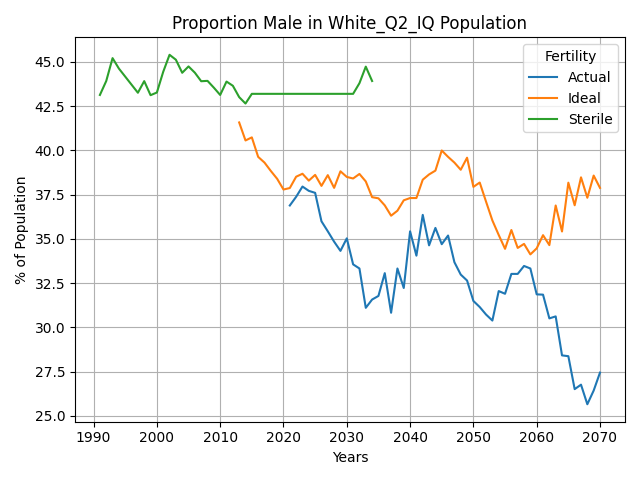 Proportion Male in White_Q2_IQ Population
Fertility
Actual
Ideal
Sterile
% of Population
45.0
42.5
40.0
37.5
35.0
32.5
30.0
27.5
25.0
1990 2000 2010 2020 2030 2040 2050 2060 2070
Years